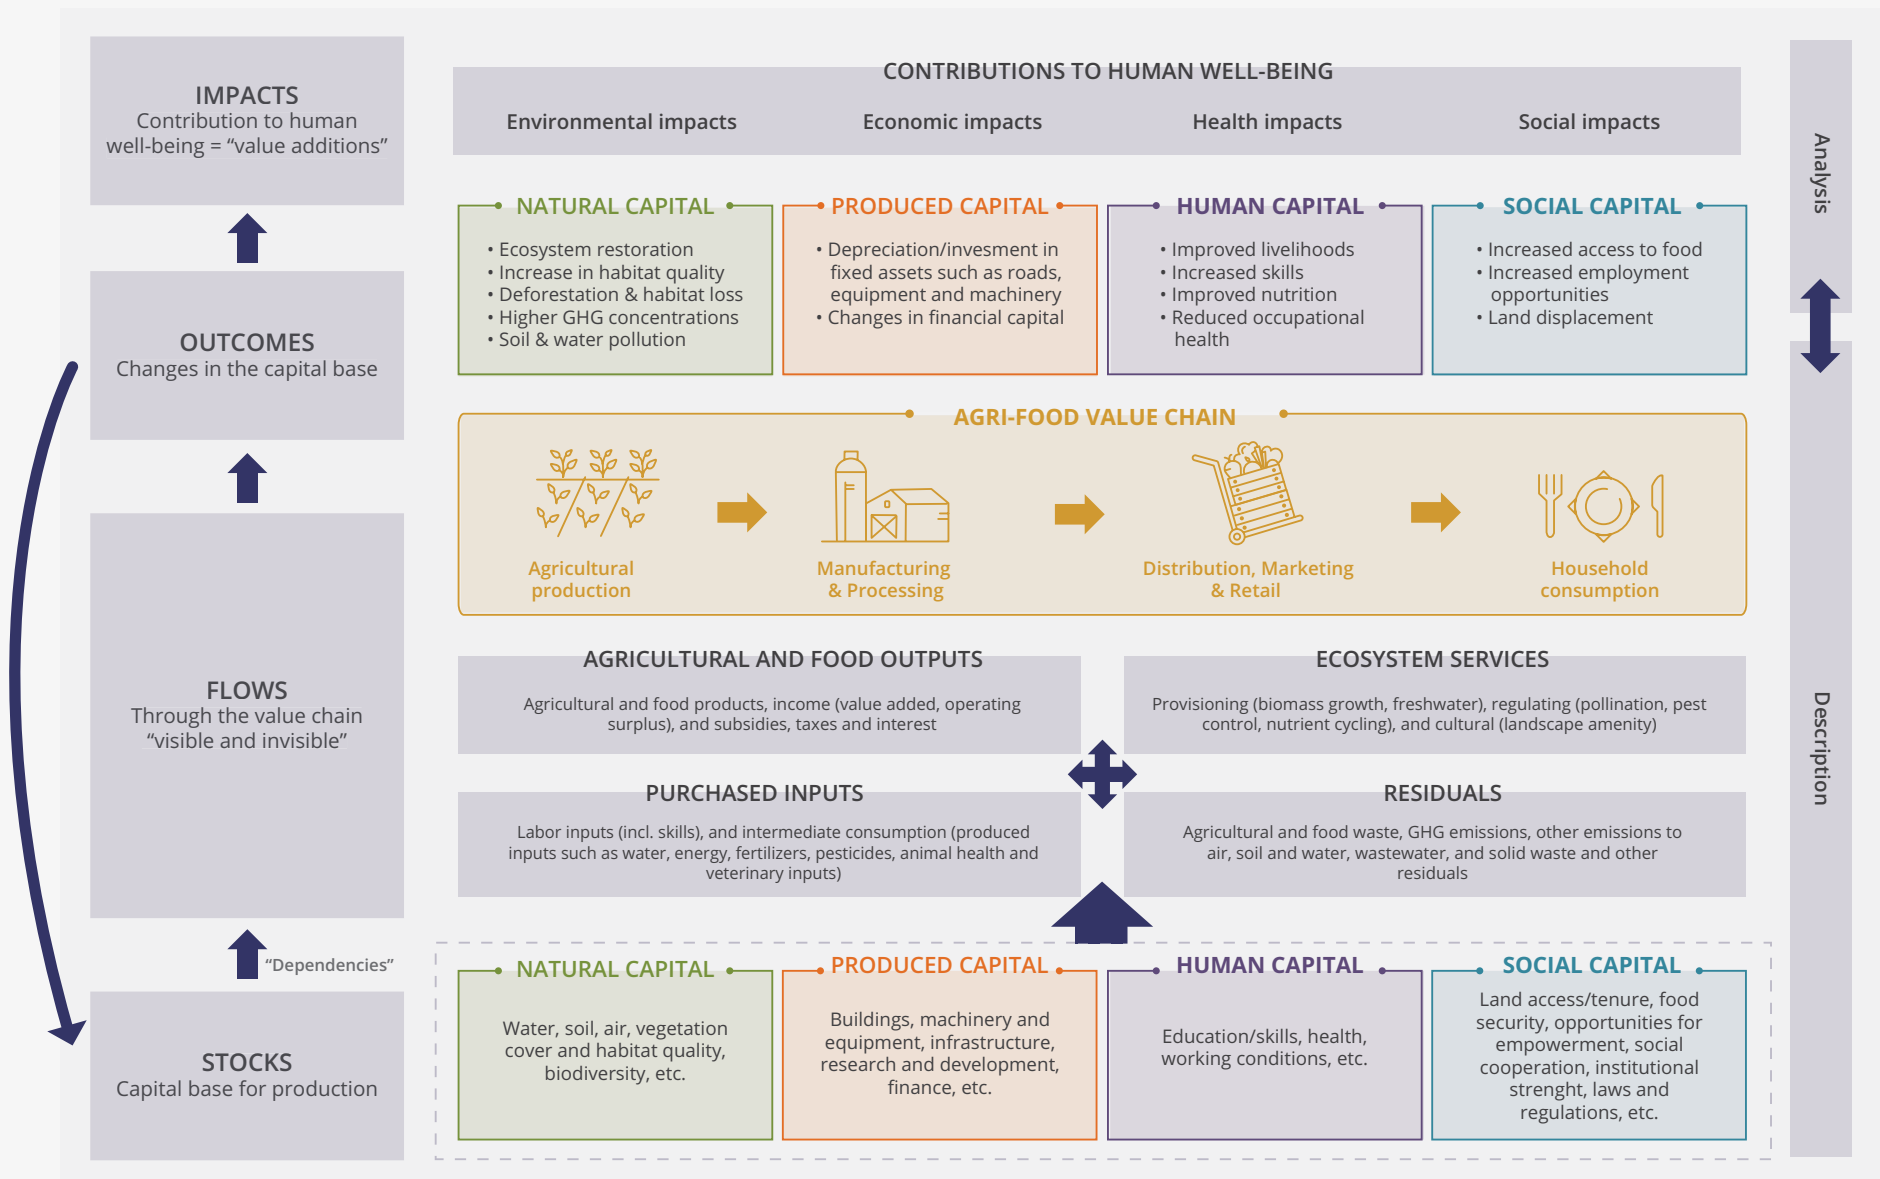 IMPACTS
Contribution to human
well-being = “value additions”
OUTCOMES
Changes in the capital base
FLOWS
Through the value chain
“visible and invisible”
“Dependencies”
STOCKS
Capital base for production
CONTRIBUTIONS TO HUMAN WELL-BEING
Environmental impacts
Economic impacts
Health impacts
Social impacts
NATURAL CAPITAL
• Ecosystem restoration
• Increase in habitat quality
• Deforestation & habitat loss
• Higher GHG concentrations
• Soil & water pollution
PRODUCED CAPITAL
• Depreciation/invesment in
fixed assets such as roads,
equipment and machinery
• Changes in financial capital
HUMAN CAPITAL
• Improved livelihoods
• Increased skills
• Improved nutrition
• Reduced occupational
health
SOCIAL CAPITAL
• Increased access to food
• Increased employment
opportunities
• Land displacement
AGRI-FOOD VALUE CHAIN
Agricultural
production
Manufacturing
& Processing
Distribution, Marketing
& Retail
Household
consumption
AGRICULTURAL AND FOOD OUTPUTS
Agricultural and food products, income (value added, operating
surplus), and subsidies, taxes and interest
ECOSYSTEM SERVICES
Provisioning (biomass growth, freshwater), regulating (pollination, pest
control, nutrient cycling), and cultural (landscape amenity)
PURCHASED INPUTS
Labor inputs (incl. skills), and intermediate consumption (produced
inputs such as water, energy, fertilizers, pesticides, animal health and
veterinary inputs)
RESIDUALS
Agricultural and food waste, GHG emissions, other emissions to
air, soil and water, wastewater, and solid waste and other
residuals
NATURAL CAPITAL
Water, soil, air, vegetation
cover and habitat quality,
biodiversity, etc.
PRODUCED CAPITAL
Buildings, machinery and
equipment, infrastructure,
research and development,
finance, etc.
HUMAN CAPITAL
Education/skills, health,
working conditions, etc.
SOCIAL CAPITAL
Land access/tenure, food
security, opportunities for
empowerment, social
cooperation, institutional
strenght, laws and
regulations, etc.
Analysis
Description